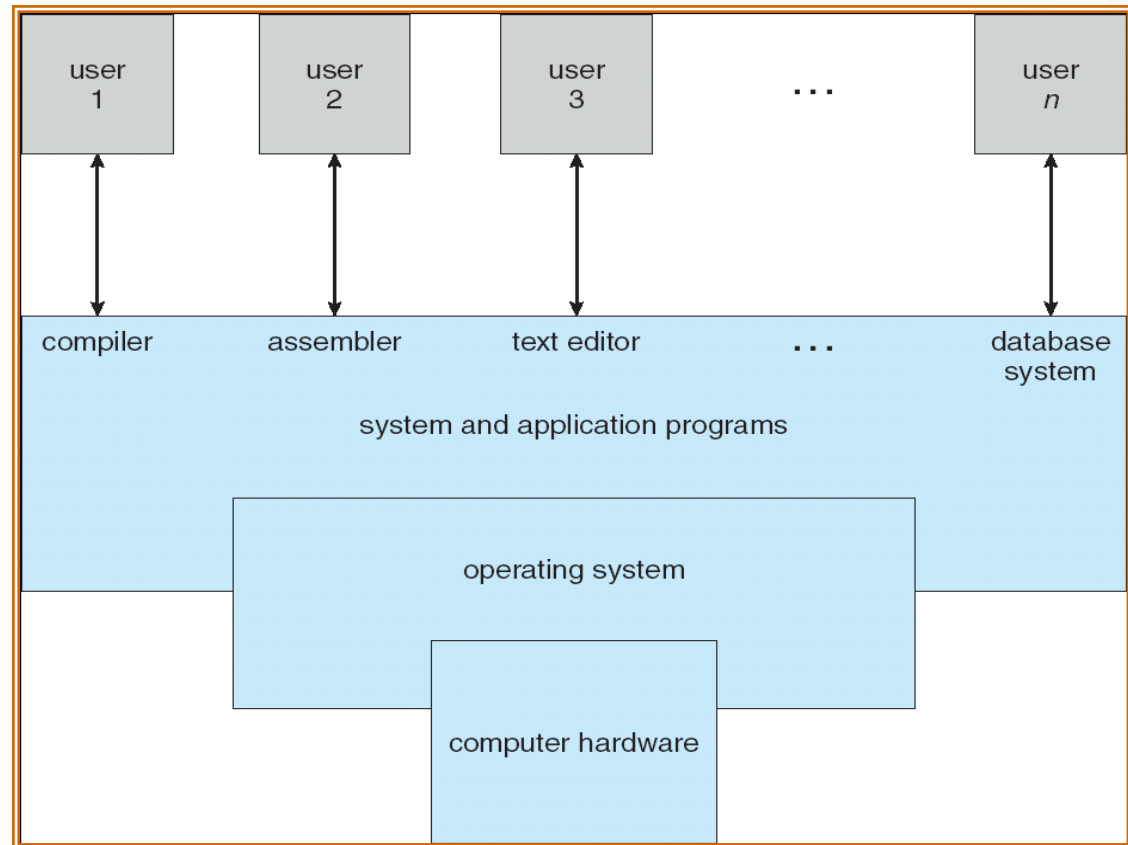 user
1
user
2
user
3
...
user
n
compiler
assembler
text editor
...
database
system
system and application programs
operating system
computer hardware